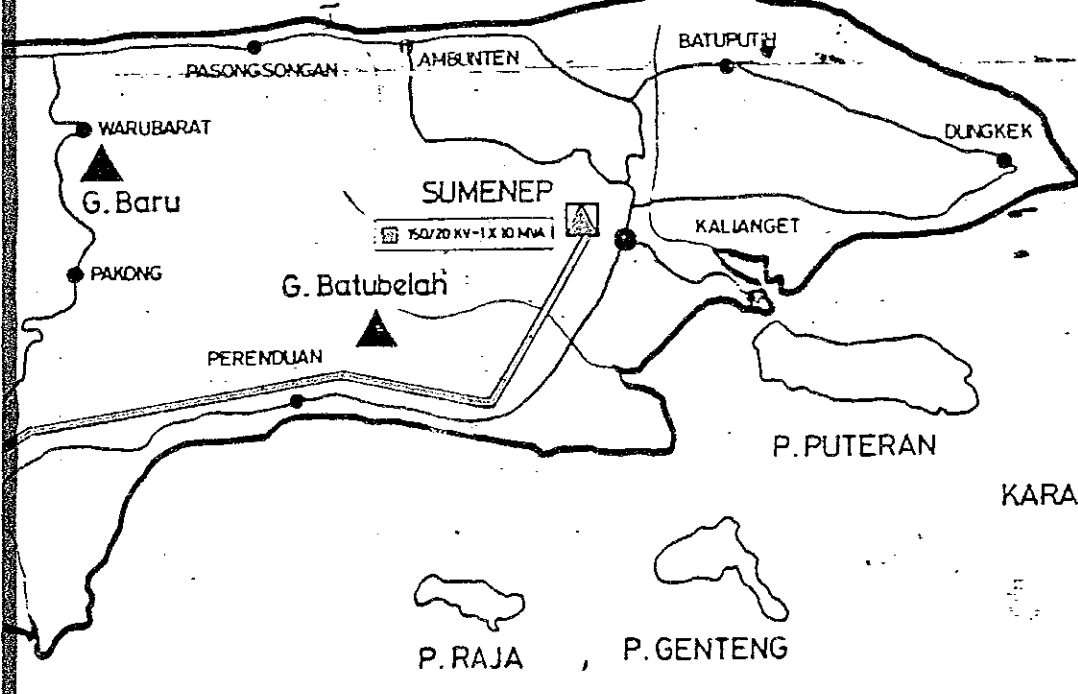 BATUPUTIH
AMBUNTEN
PASONGSONGAN
WARUBARAT
DUNGKEK
G. Baru
SUMENEP
150/20 KV-1 X 10 MVA
KALIANGET
PAKONG
G. Batubelah
PERENDUAN
P. PUTERAN
KARA
P. RAJA , P. GENTENG